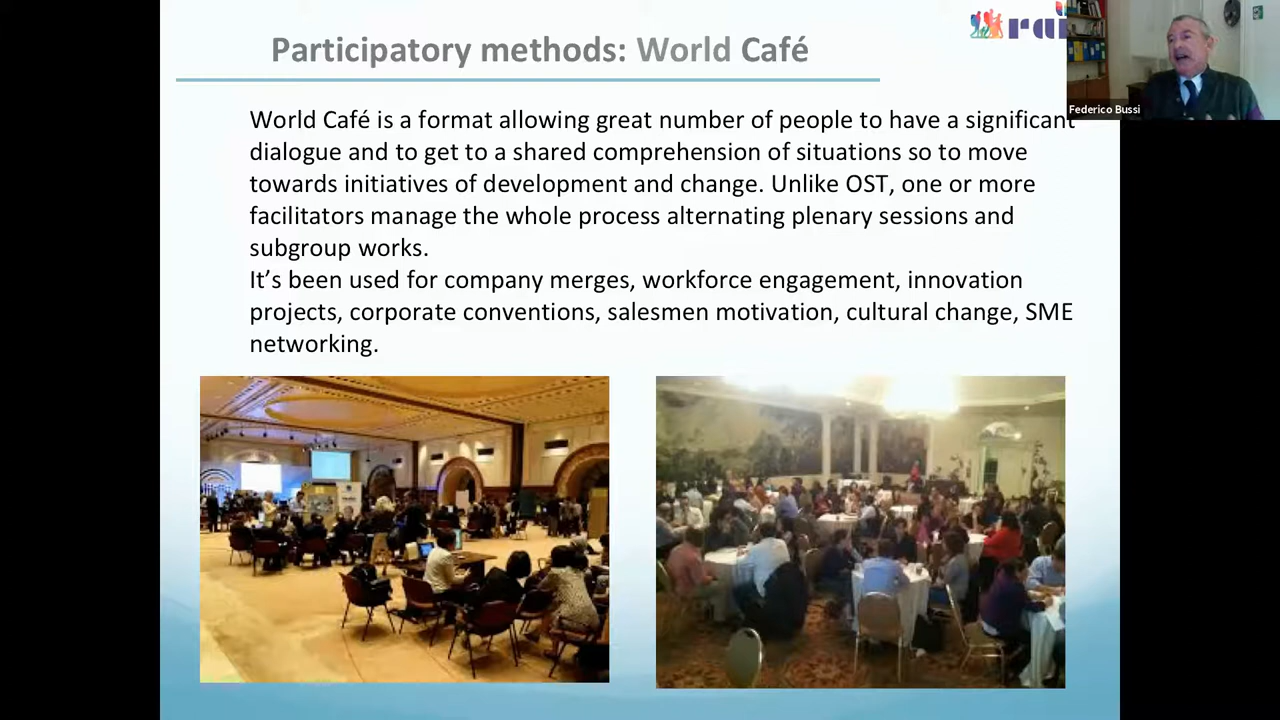 Participatory methods: World Café
rai
Federico Bussi
World Café is a format allowing great number of people to have a significant
dialogue and to get to a shared comprehension of situations so to move
towards initiatives of development and change. Unlike OST, one or more
facilitators manage the whole process alternating plenary sessions and
subgroup works.
It’s been used for company merges, workforce engagement, innovation
projects, corporate conventions, salesmen motivation, cultural change, SME
networking.